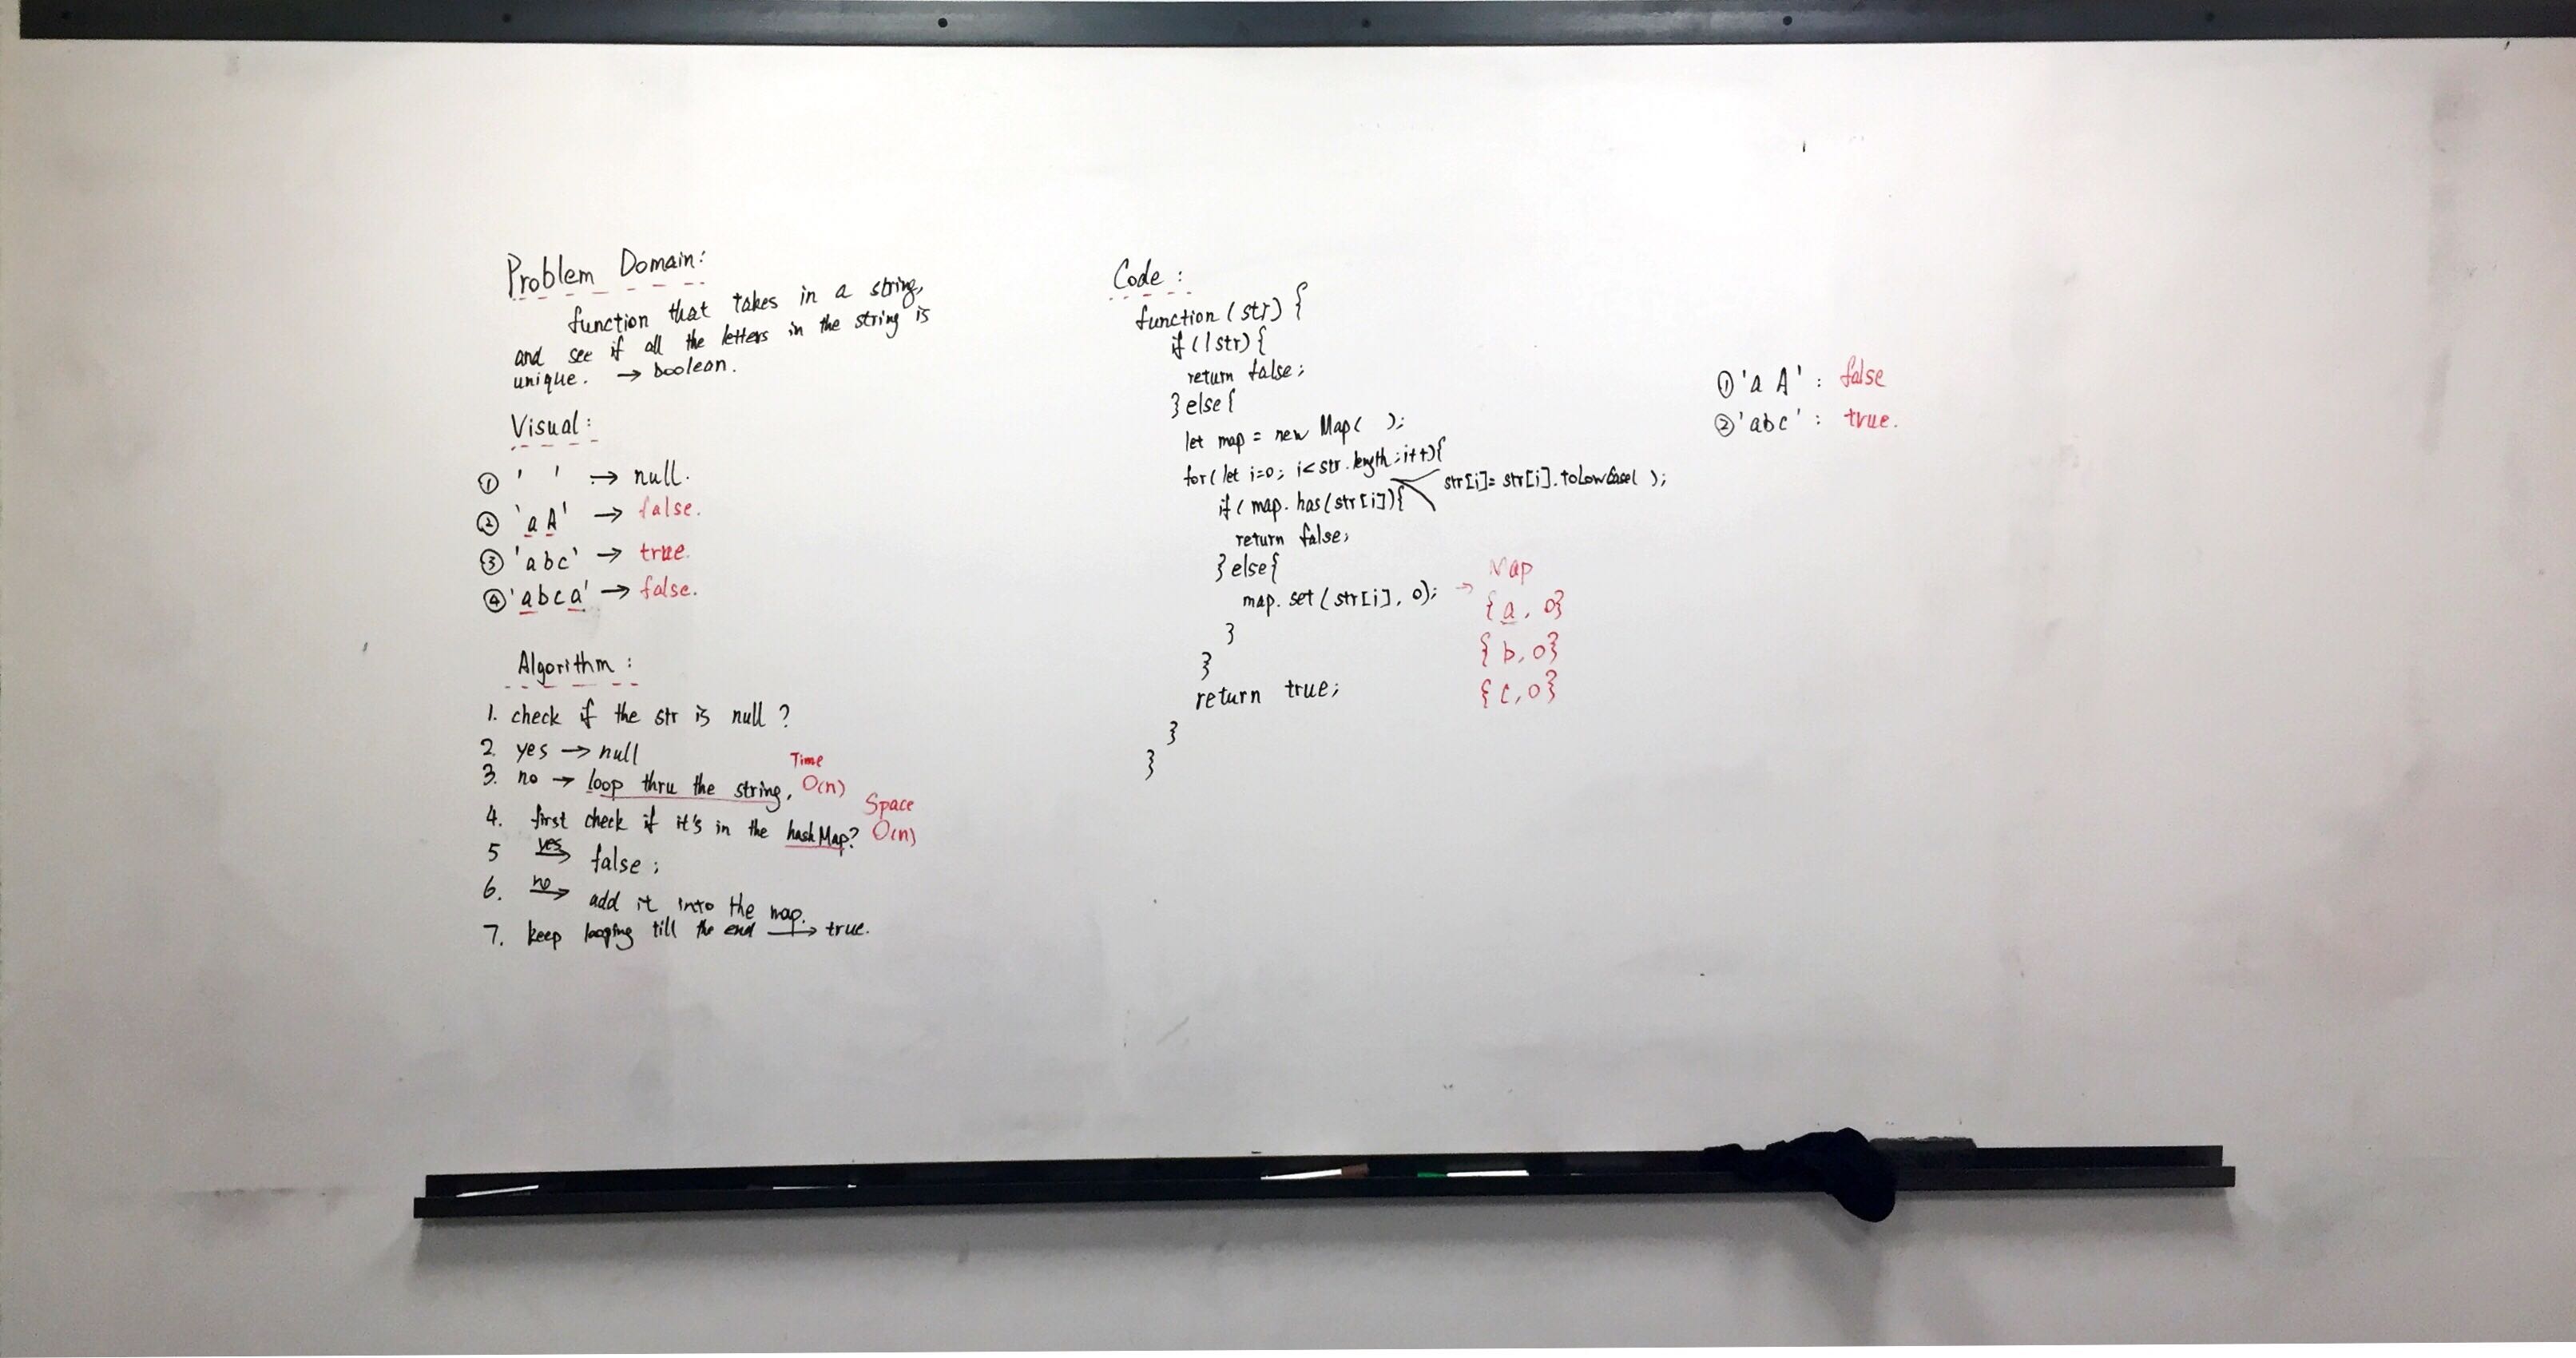 Problem Domain:
function that takes in a string,
and see if all the letters in the string is
unique. → boolean.
Visual:
① ' ' → null.
② 'aA' → false.
③ 'abc' → true.
④ 'abca' → false.
Algorithm:
1. check if the str is null?
2. yes → null
3. no → loop thru the string, Time O(n)
4. first check if it's in the hashMap? Space O(n)
5 yes → false;
6. no → add it into the map.
7. keep looping till the end → true.
Code:
function (str) {
if(!str){
return false;
}else{
let map = new Map( );
for(let i=0; i<str.length;i++){
str[i]=str[i].toLowCase( );
if( map.has(str[i]){
return false;
}else{
map.set(str[i], 0); →
}
}
return true;
}
}
Map
{a, 0}
{b, 0}
{c, 0}
① 'aA' : false
② 'abc' : true.